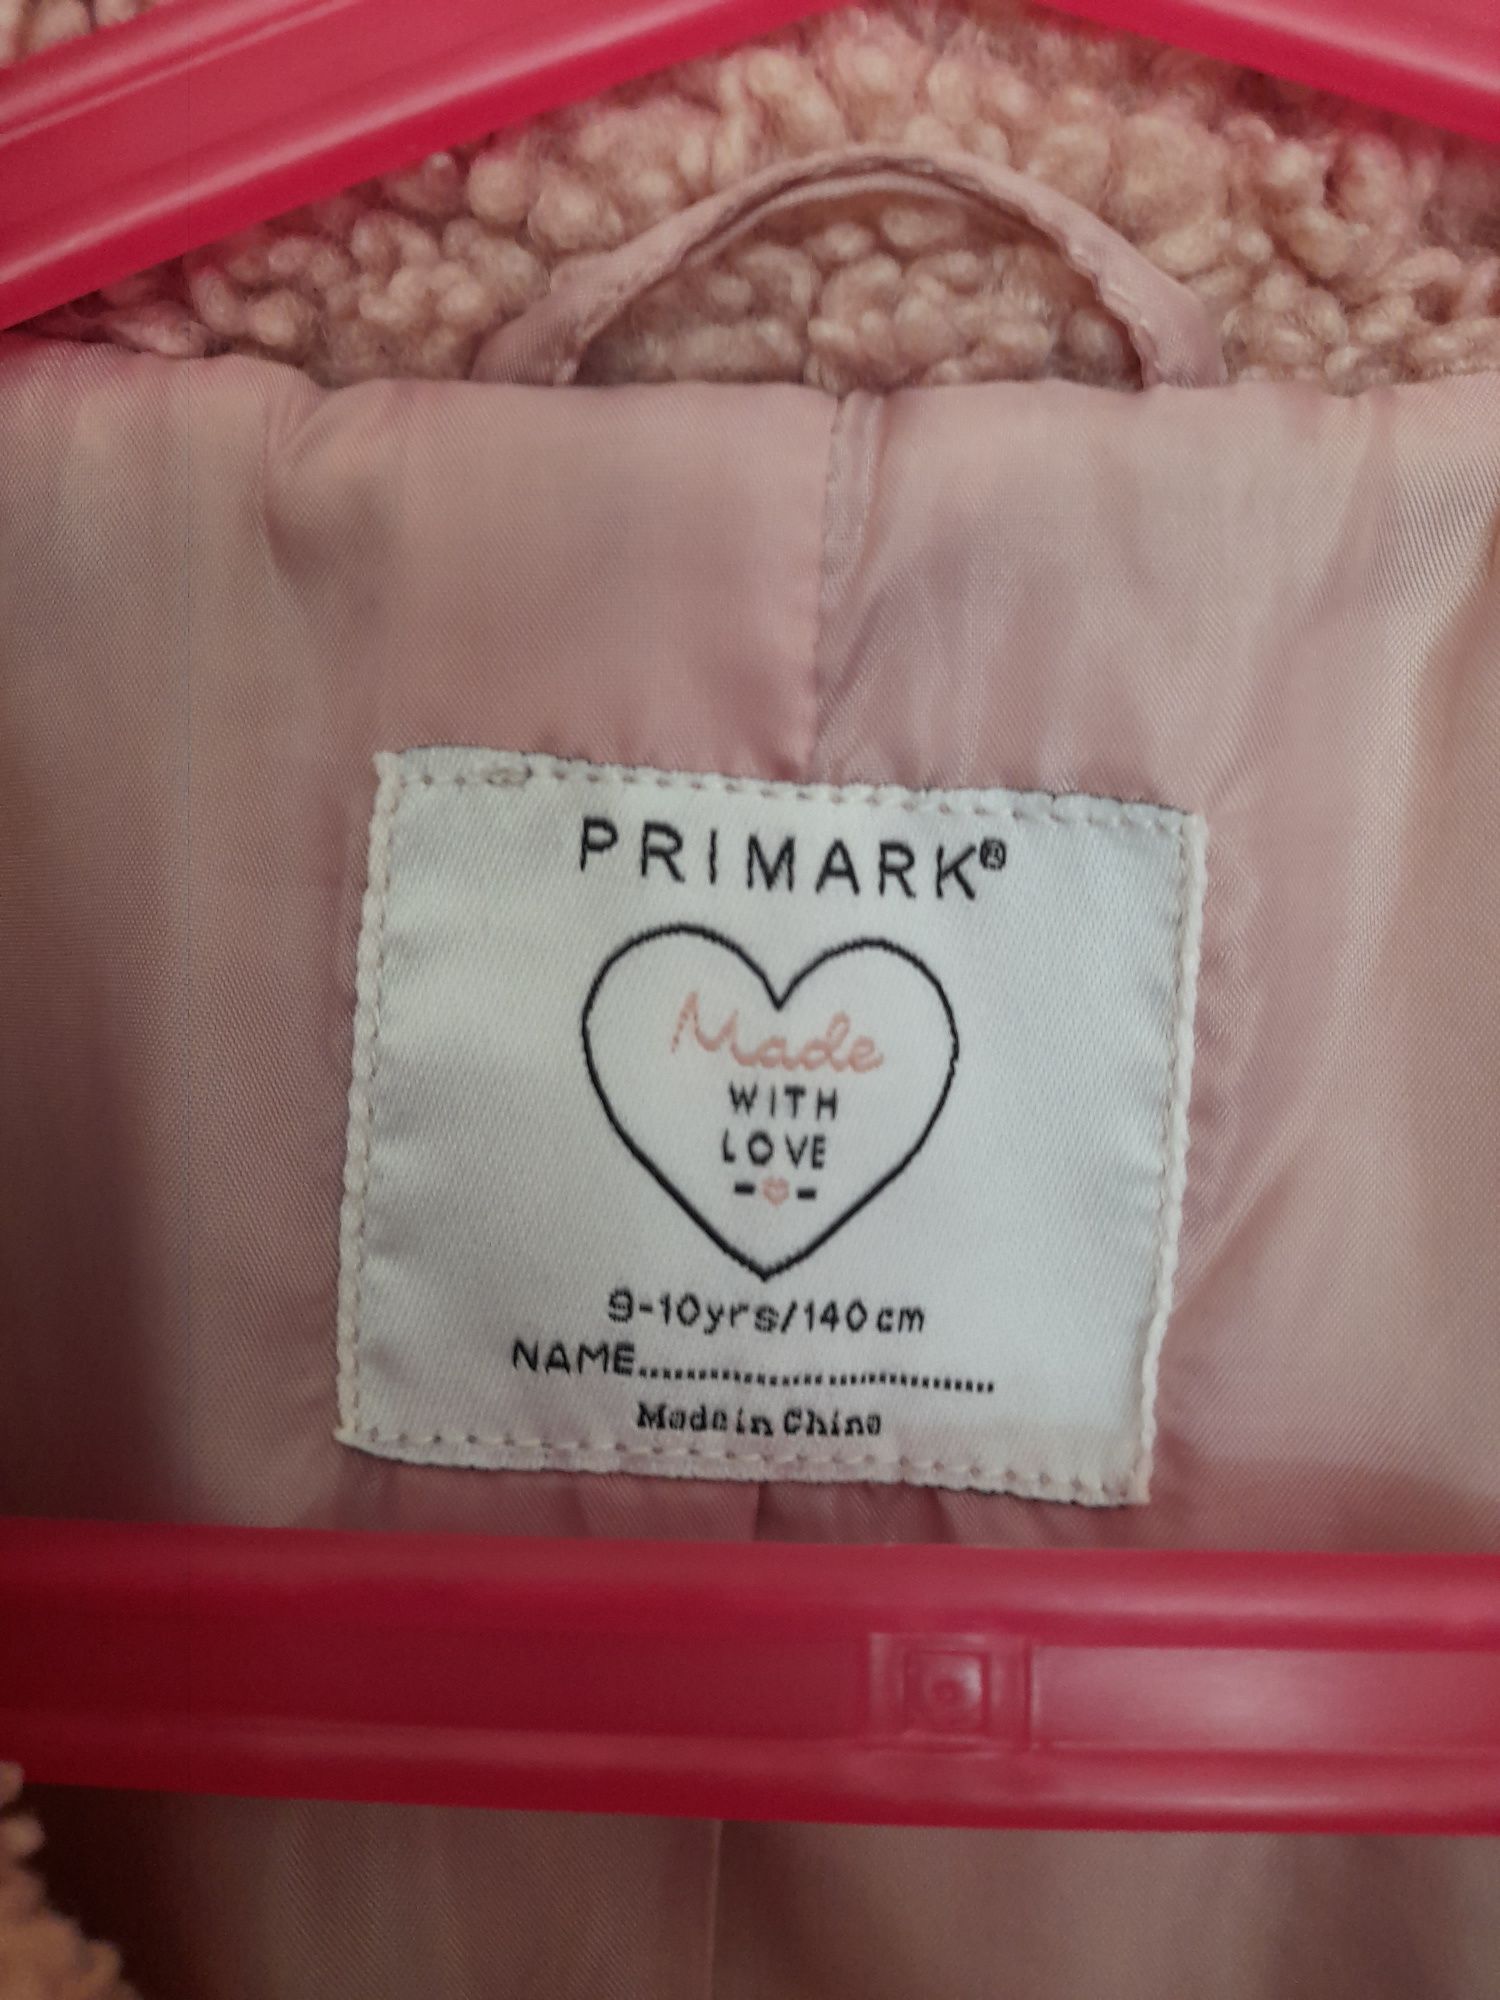 PRIMARK®
Made
WITH
LOVE
9-10yrs/140cm
NAME..............................
Made in China